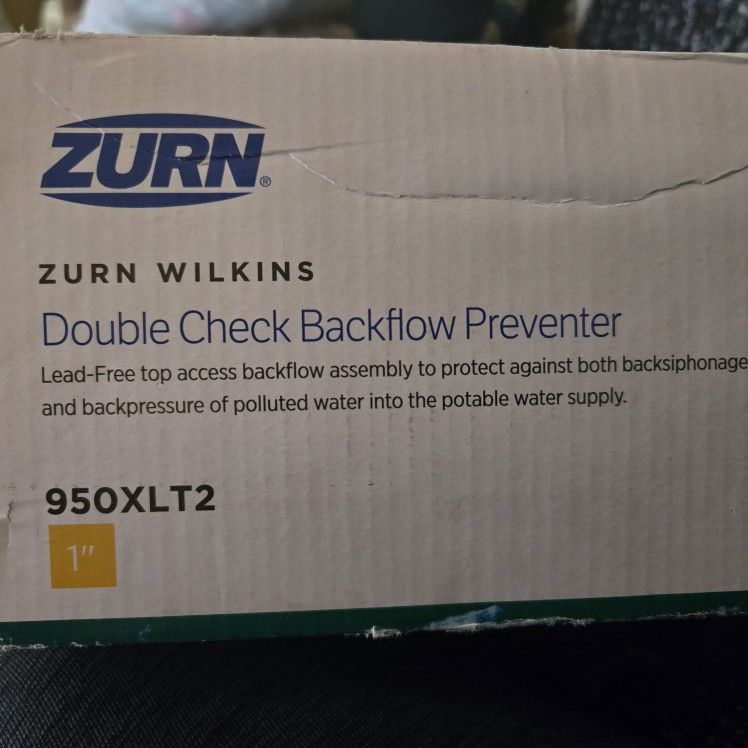 ZURN®
ZURN WILKINS
Double Check Backflow Preventer
Lead-Free top access backflow assembly to protect against both backsiphonage
and backpressure of polluted water into the potable water supply.
950XLT2
1"